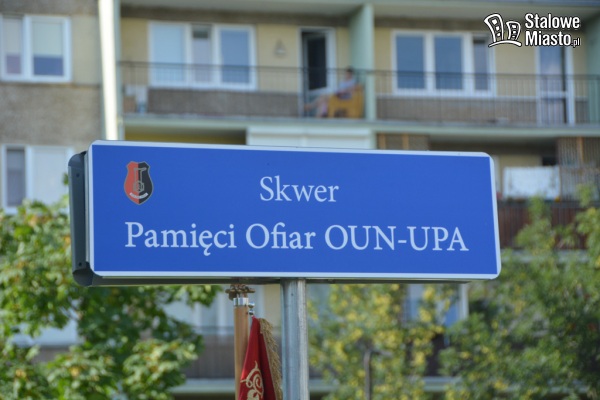 Stalowe
Miasto.pl
Skwer
Pamięci Ofiar OUN-UPA